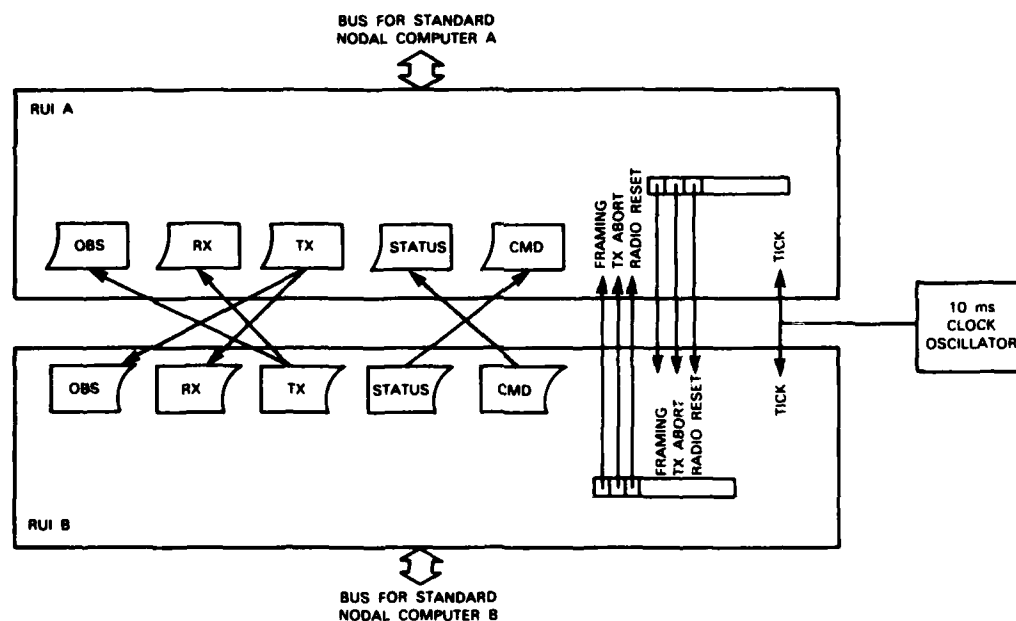 BUS FOR STANDARD
NODAL COMPUTER A
RUI A
OBS
RX
TX
STATUS
CMD
FRAMING
TX ABORT
RADIO RESET
TICK
10 ms
CLOCK
OSCILLATOR
OBS
RX
TX
STATUS
CMD
FRAMING
TX ABORT
RADIO RESET
TICK
RUI B
BUS FOR STANDARD
NODAL COMPUTER B